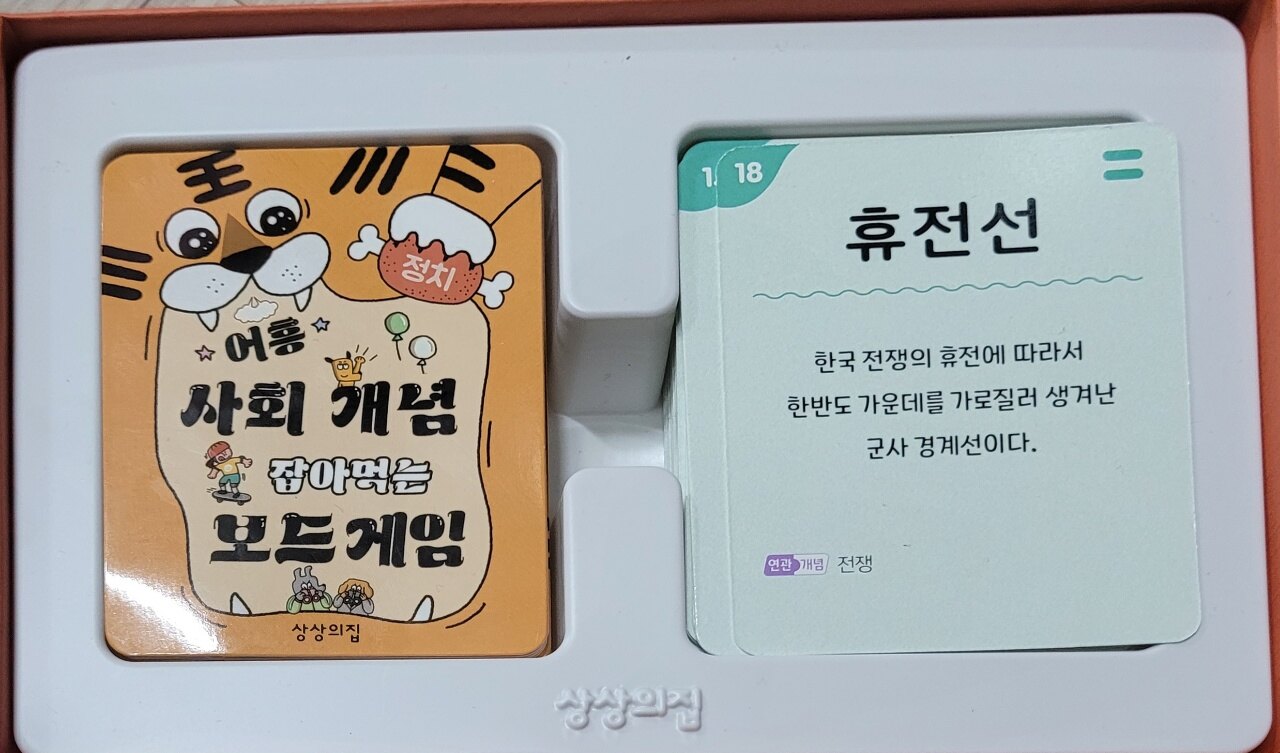 정치
어흥
사회 개념
잡아먹는
보드게임
상상의집
18
휴전선
한국 전쟁의 휴전에 따라서
한반도 가운데를 가로질러 생겨난
군사 경계선이다.
연관 개념 전쟁
상상의집